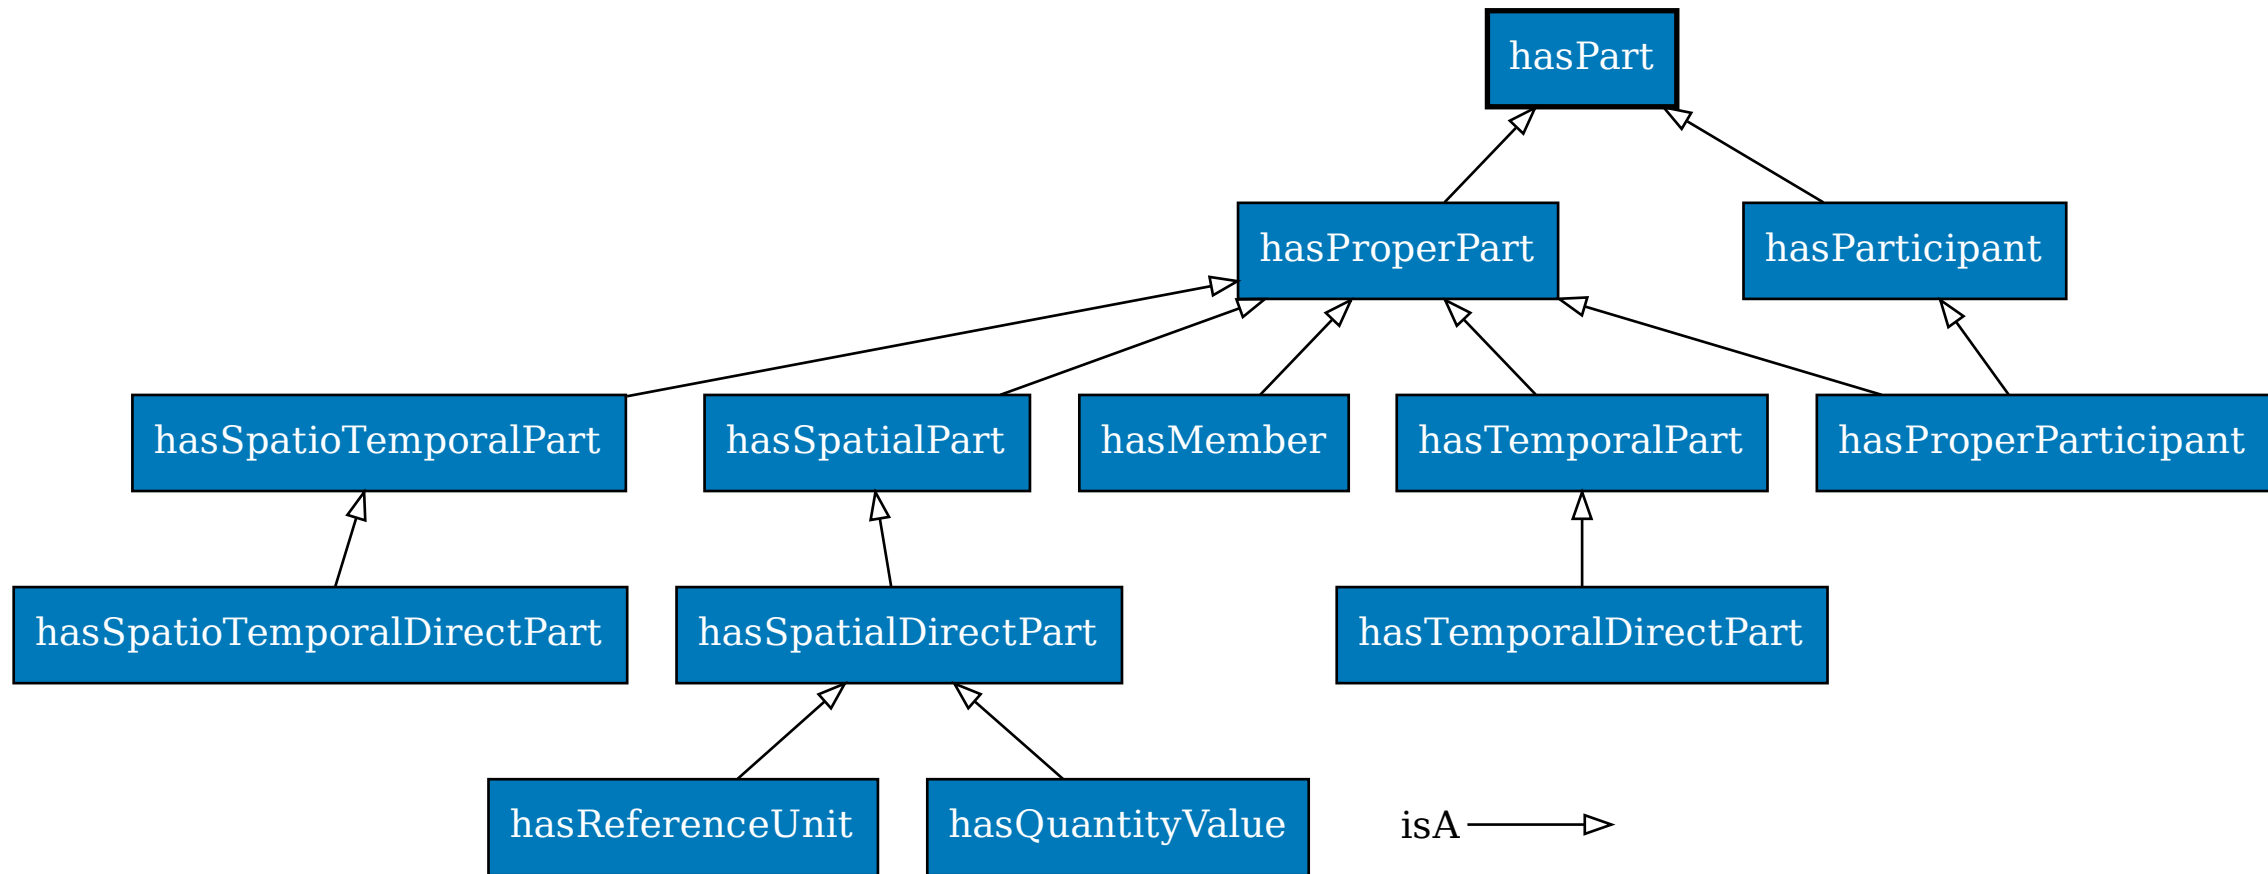 hasPart
hasProperPart
hasParticipant
hasSpatioTemporalPart
hasSpatialPart
hasMember
hasTemporalPart
hasProperParticipant
hasSpatioTemporalDirectPart
hasSpatialDirectPart
hasTemporalDirectPart
hasReferenceUnit
hasQuantityValue
isA